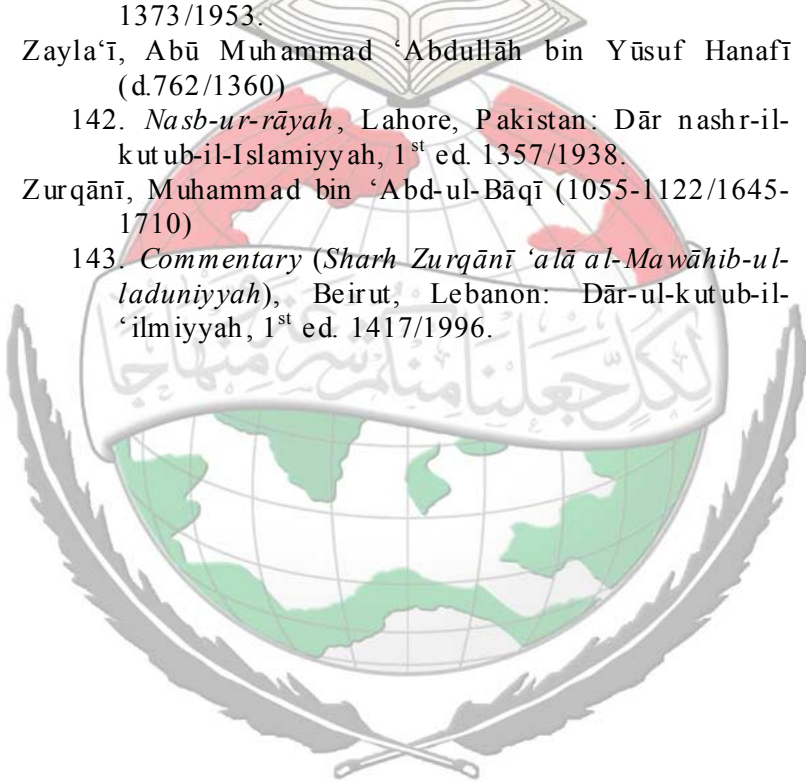 1373/1953.
Zayla‘ī, Abū Muhammad ‘Abdullāh bin Yūsuf Hanafī
(d.762/1360)
142. Nasb-ur-rāyah, Lahore, Pakistan: Dār nashr-il-
kutub-il-Islamiyyah, 1st ed. 1357/1938.
Zurqānī, Muhammad bin ‘Abd-ul-Bāqī (1055-1122/1645-
1710)
143. Commentary (Sharh Zurqānī ‘alā al-Mawāhib-ul-
laduniyyah), Beirut, Lebanon: Dār-ul-kutub-il-
‘ilmiyyah, 1st ed. 1417/1996.
لِكُلٍّ جَعَلْنَا مِنكُمْ شِرْعَةً وَمِنْهَاجًا